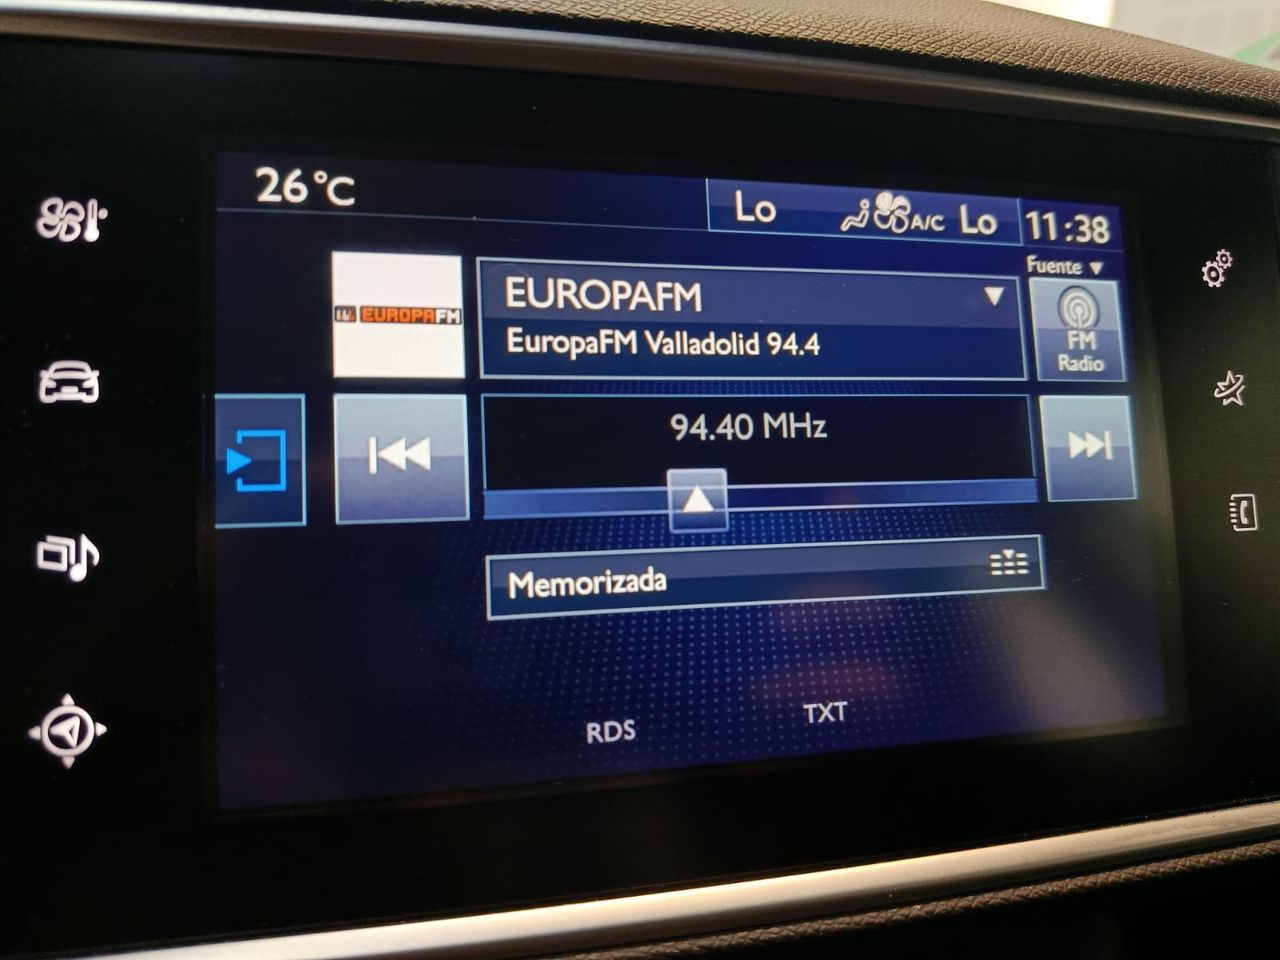 26°C
Lo
A/C
Lo
11:38
Fuente
EUROPAFM
EUROPAFM
EuropaFM Valladolid 94.4
FM
Radio
94.40 MHz
Memorizada
RDS
TXT